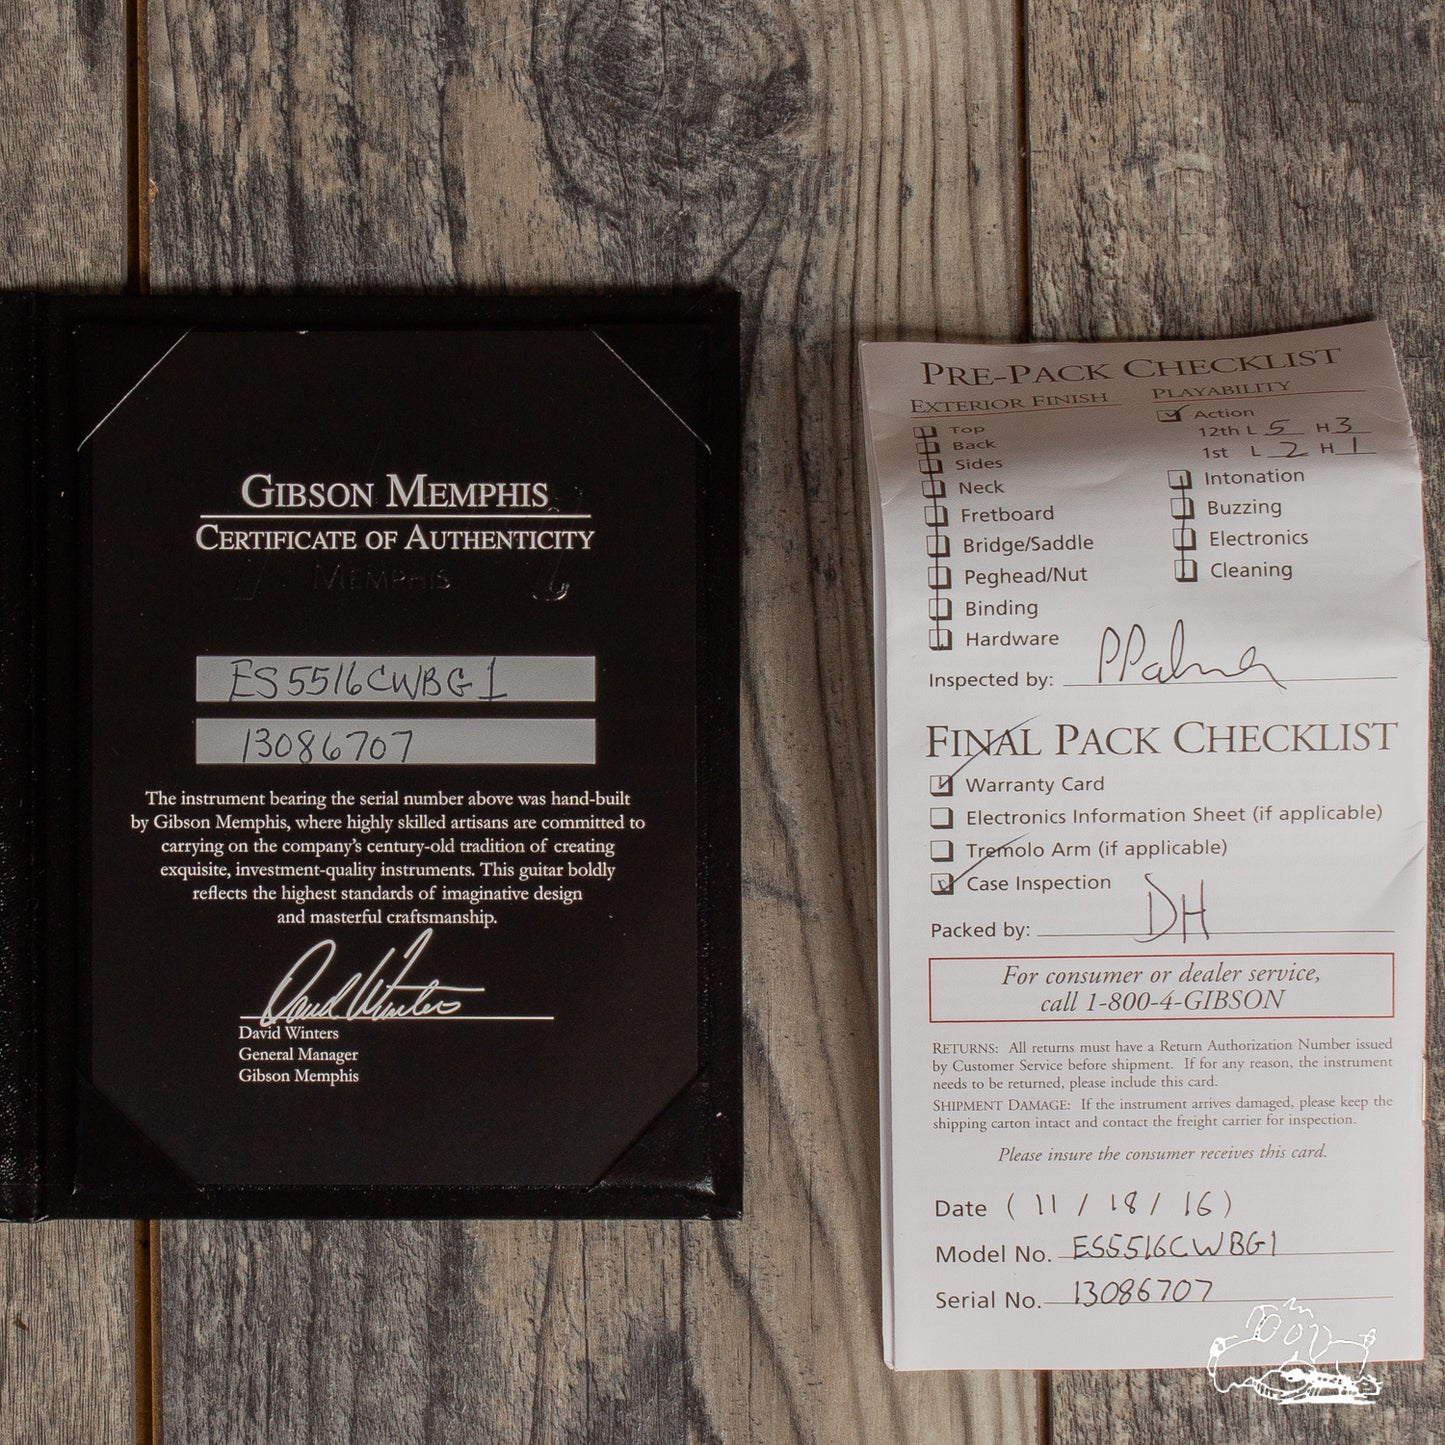 GIBSON MEMPHIS
CERTIFICATE OF AUTHENTICITY
MEMPHIS
ES5516CWBG1
13086707
The instrument bearing the serial number above was hand-built
by Gibson Memphis, where highly skilled artisans are committed to
carrying on the company's century-old tradition of creating
exquisite, investment-quality instruments. This guitar boldly
reflects the highest standards of imaginative design
and masterful craftsmanship.
David Winters
David Winters
General Manager
Gibson Memphis
PRE-PACK CHECKLIST
EXTERIOR FINISH
Top
Back
Sides
Neck
Fretboard
Bridge/Saddle
Peghead/Nut
Binding
Hardware
PLAYABILITY
Action
12th L 5 H 3
1st L 2 H 1
Intonation
Buzzing
Electronics
Cleaning
Inspected by: PPalmer
FINAL PACK CHECKLIST
Warranty Card
Electronics Information Sheet (if applicable)
Tremolo Arm (if applicable)
Case Inspection
Packed by: DH
For consumer or dealer service,
call 1-800-4-GIBSON
RETURNS: All returns must have a Return Authorization Number issued
by Customer Service before shipment. If for any reason, the instrument
needs to be returned, please include this card.
SHIPMENT DAMAGE: If the instrument arrives damaged, please keep the
shipping carton intact and contact the freight carrier for inspection.
Please insure the consumer receives this card.
Date ( 11 / 18 / 16 )
Model No. ES5516CWBG1
Serial No. 13086707